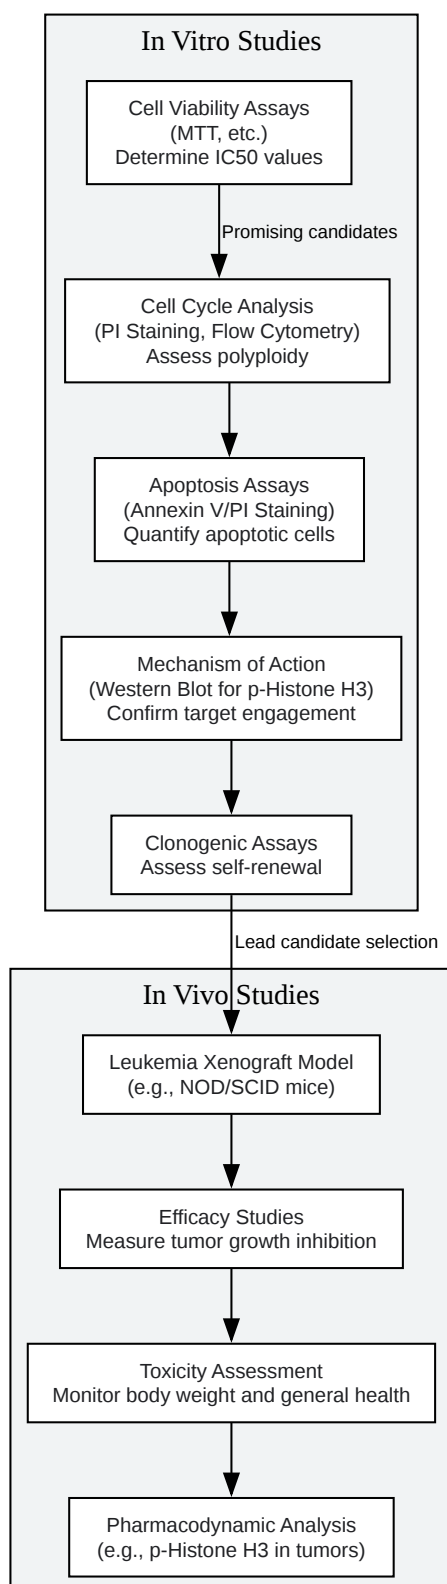 In Vitro Studies
Cell Viability Assays
(MTT, etc.)
Determine IC50 values
Promising candidates
Cell Cycle Analysis
(PI Staining, Flow Cytometry)
Assess polyploidy
Apoptosis Assays
(Annexin V/PI Staining)
Quantify apoptotic cells
Mechanism of Action
(Western Blot for p-Histone H3)
Confirm target engagement
Clonogenic Assays
Assess self-renewal
Lead candidate selection
In Vivo Studies
Leukemia Xenograft Model
(e.g., NOD/SCID mice)
Efficacy Studies
Measure tumor growth inhibition
Toxicity Assessment
Monitor body weight and general health
Pharmacodynamic Analysis
(e.g., p-Histone H3 in tumors)